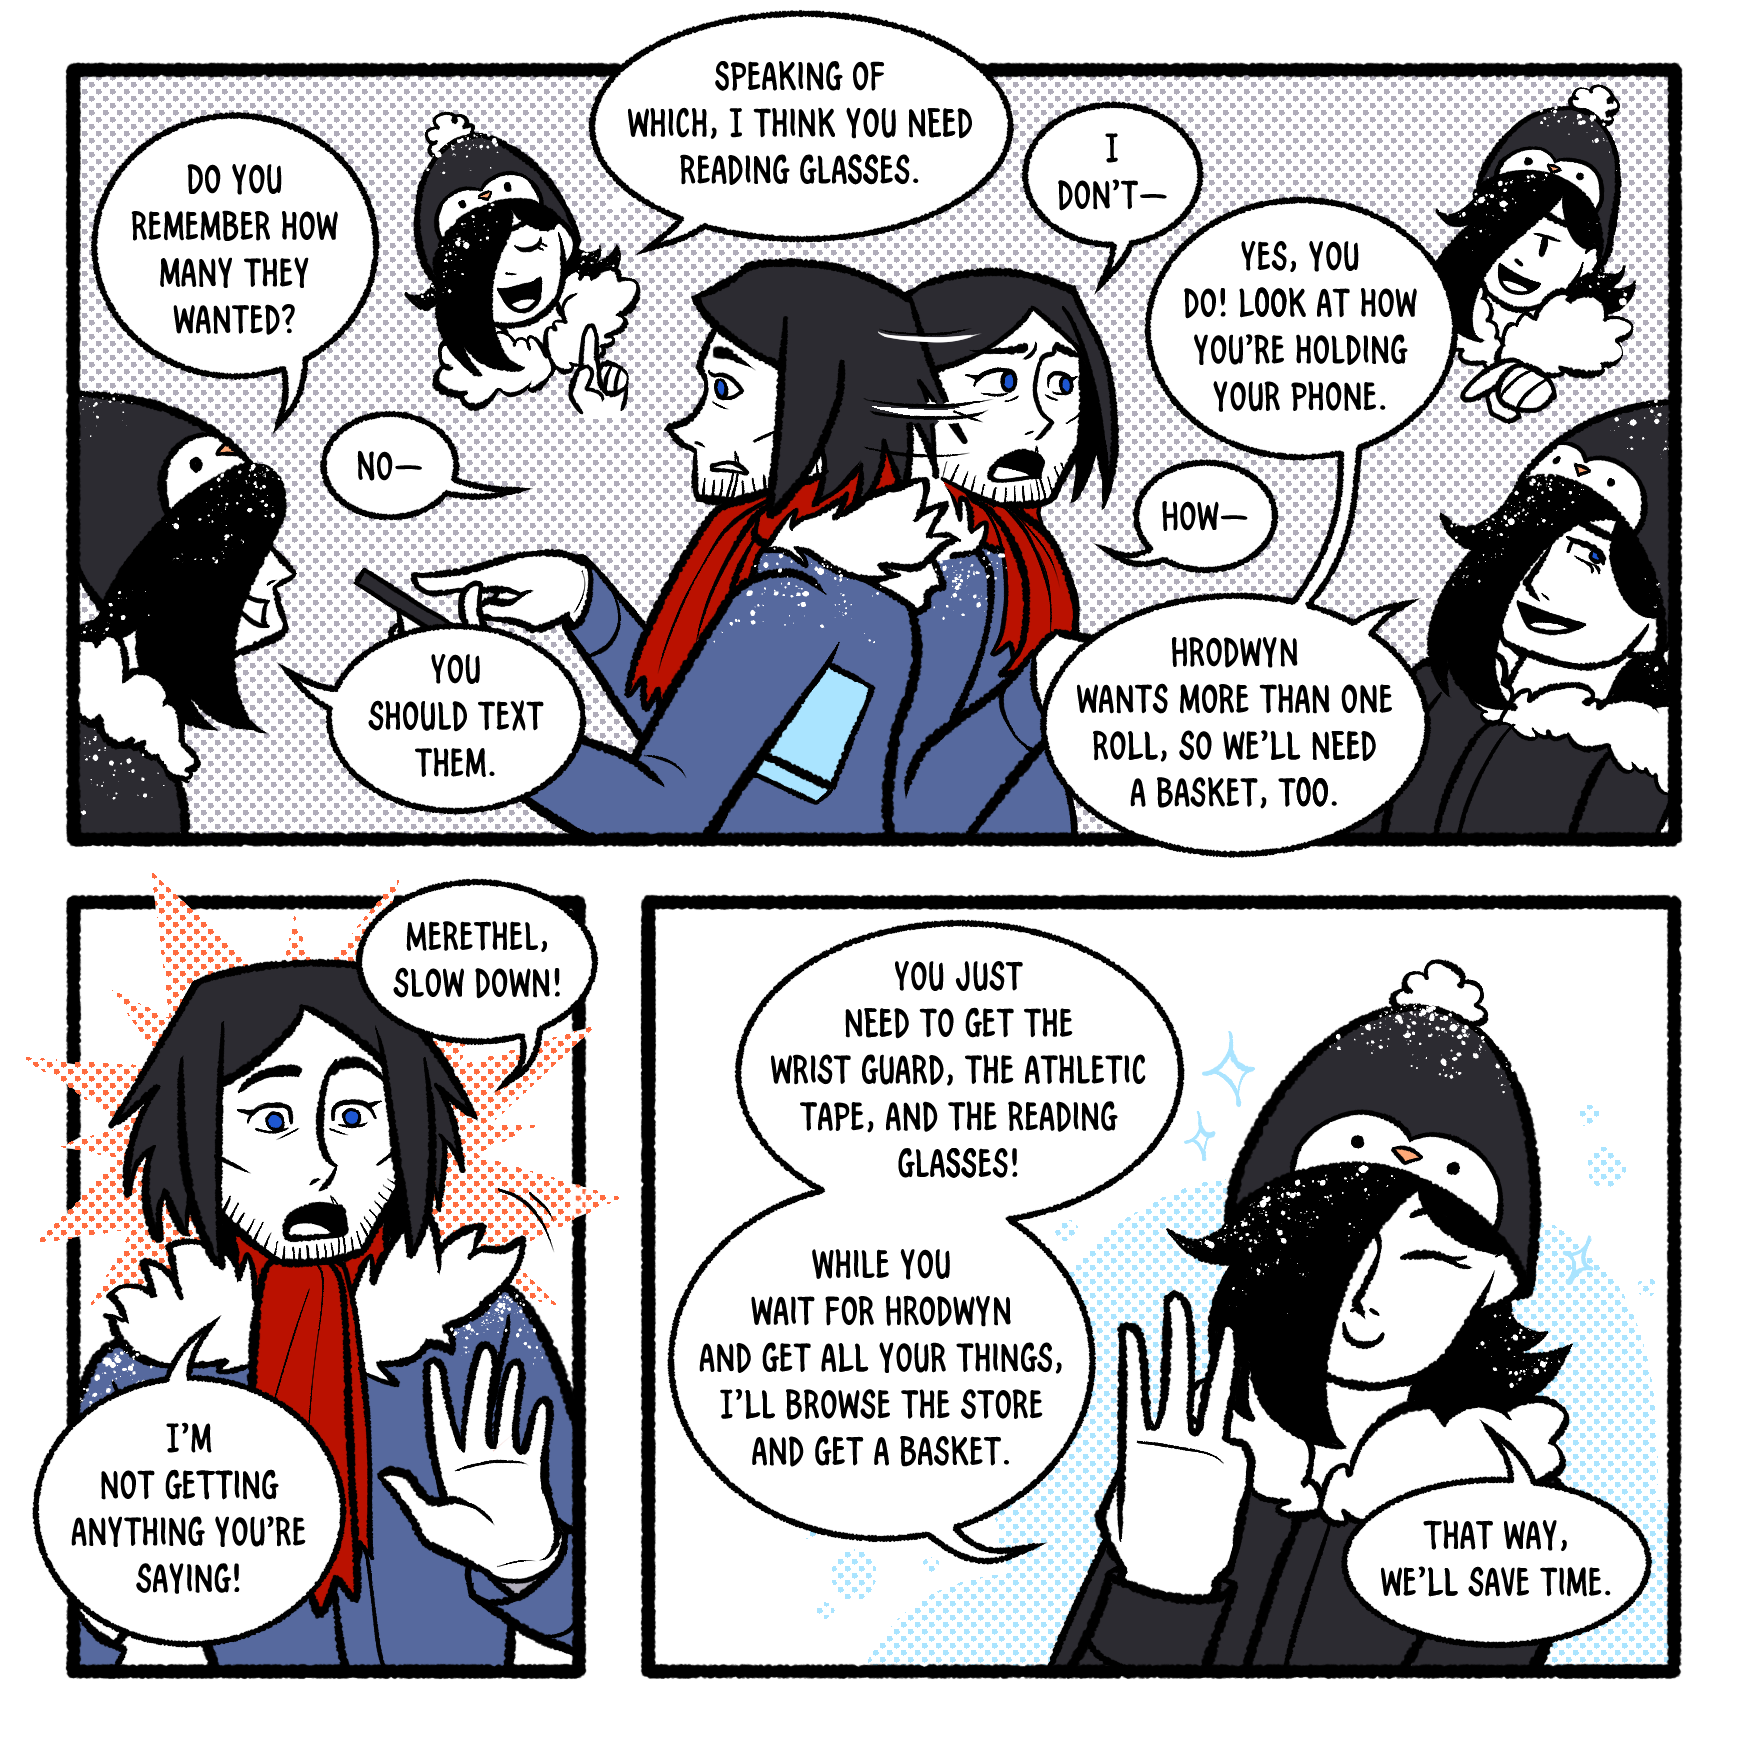 DO YOU
REMEMBER HOW
MANY THEY
WANTED?
NO—
YOU
SHOULD TEXT
THEM.
SPEAKING OF
WHICH, I THINK YOU NEED
READING GLASSES.
I
DON'T—
YES, YOU
DO! LOOK AT HOW
YOU'RE HOLDING
YOUR PHONE.
HOW—
HRODWYN
WANTS MORE THAN ONE
ROLL, SO WE'LL NEED
A BASKET, TOO.
MERETHEL,
SLOW DOWN!
I'M
NOT GETTING
ANYTHING YOU'RE
SAYING!
YOU JUST
NEED TO GET THE
WRIST GUARD, THE ATHLETIC
TAPE, AND THE READING
GLASSES!
WHILE YOU
WAIT FOR HRODWYN
AND GET ALL YOUR THINGS,
I'LL BROWSE THE STORE
AND GET A BASKET.
THAT WAY,
WE'LL SAVE TIME.